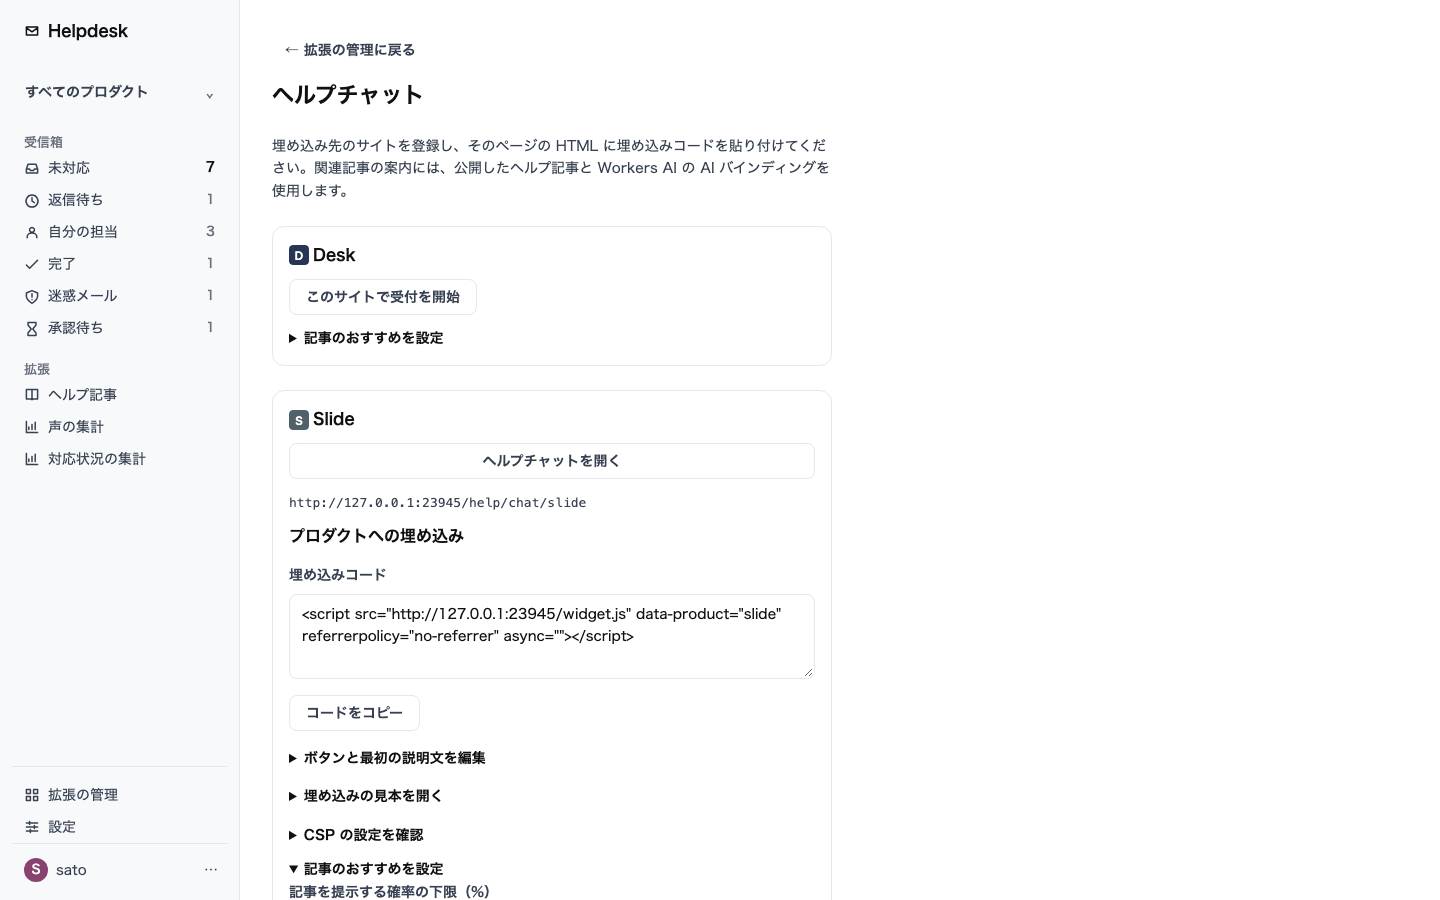 Helpdesk
すべてのプロダクト
受信箱
未対応 7
返信待ち 1
自分の担当 3
完了 1
迷惑メール 1
承認待ち 1
拡張
ヘルプ記事
声の集計
対応状況の集計
拡張の管理
設定
S sato …
← 拡張の管理に戻る
ヘルプチャット
埋め込み先のサイトを登録し、そのページの HTML に埋め込みコードを貼り付けてくだ
さい。関連記事の案内には、公開したヘルプ記事と Workers AI の AI バインディングを
使用します。
D Desk
このサイトで受付を開始
▶ 記事のおすすめを設定
S Slide
ヘルプチャットを開く
http://127.0.0.1:23945/help/chat/slide
プロダクトへの埋め込み
埋め込みコード
<script src="http://127.0.0.1:23945/widget.js" data-product="slide"
referrerpolicy="no-referrer" async=""></script>
コードをコピー
▶ ボタンと最初の説明文を編集
▶ 埋め込みの見本を開く
▶ CSP の設定を確認
▼ 記事のおすすめを設定
記事を提示する確率の下限（%）